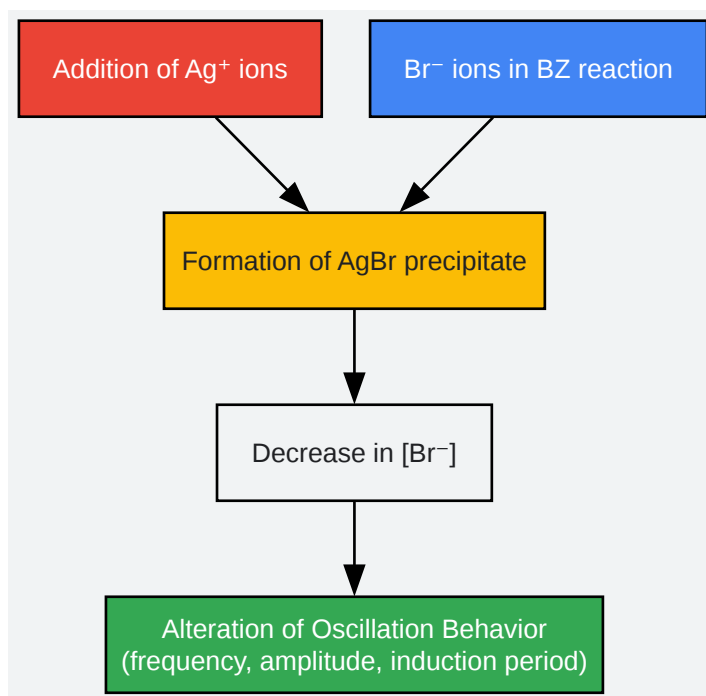 Addition of Ag⁺ ions
Br⁻ ions in BZ reaction
Formation of AgBr precipitate
Decrease in [Br⁻]
Alteration of Oscillation Behavior
(frequency, amplitude, induction period)